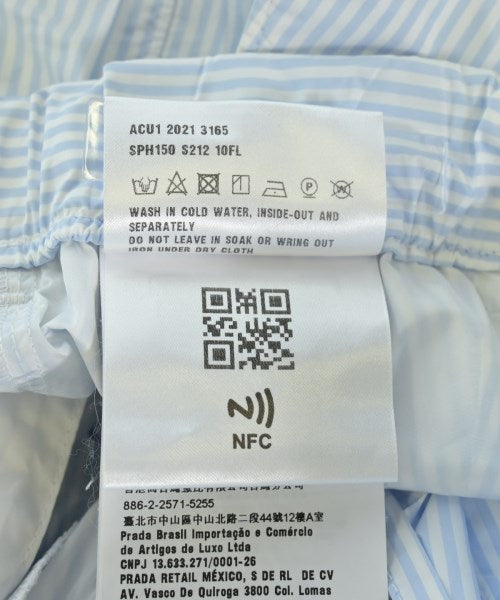 ACU1 2021 3165
SPH150 S212 10FL
WASH IN COLD WATER, INSIDE-OUT AND
SEPARATELY
DO NOT LEAVE IN SOAK OR WRING OUT
IRON UNDER DRY CLOTH
NFC
886-2-2571-5255
臺北市中山區中山北路二段44號12樓A室
Prada Brasil Importação e Comércio
de Artigos de Luxo Ltda
CNPJ 13.633.271/0001-26
PRADA RETAIL MÉXICO, S DE RL DE CV
AV. Vasco De Quiroga 3800 Col. Lomas